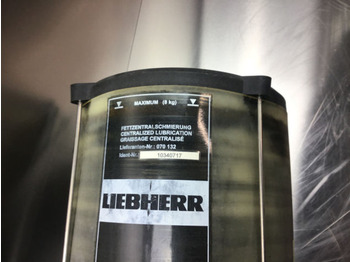 MAXIMUM (8 kg)
FETTZENTRALSCHMIERUNG
CENTRALIZED LUBRICATION
GRAISSAGE CENTRALISÉ
Lieferanten-Nr.: 070 132
Ident-Nr.: 10340717
LIEBHERR